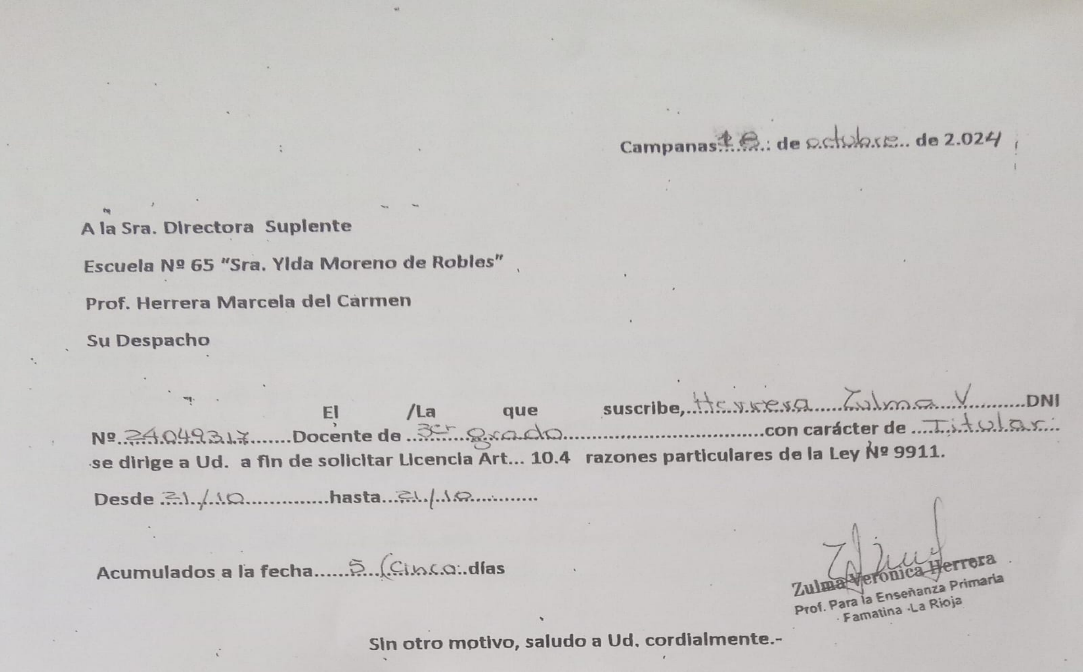 Campanas:......: de octubre.. de 2.024
A la Sra. Directora Suplente
Escuela Nº 65 "Sra. Ylda Moreno de Robles"
Prof. Herrera Marcela del Carmen
Su Despacho
El /La que suscribe, Herrera Zulma V DNI
Nº 24049317 Docente de 3er grado con carácter de Titular
se dirige a Ud. a fin de solicitar Licencia Art... 10.4 razones particulares de la Ley Nº 9911.
Desde 21/10 hasta 21/10
Acumulados a la fecha 5 (Cinco días
Zulma Verónica Herrera
Prof. Para la Enseñanza Primaria
Famatina -La Rioja
Sin otro motivo, saludo a Ud. cordialmente.-